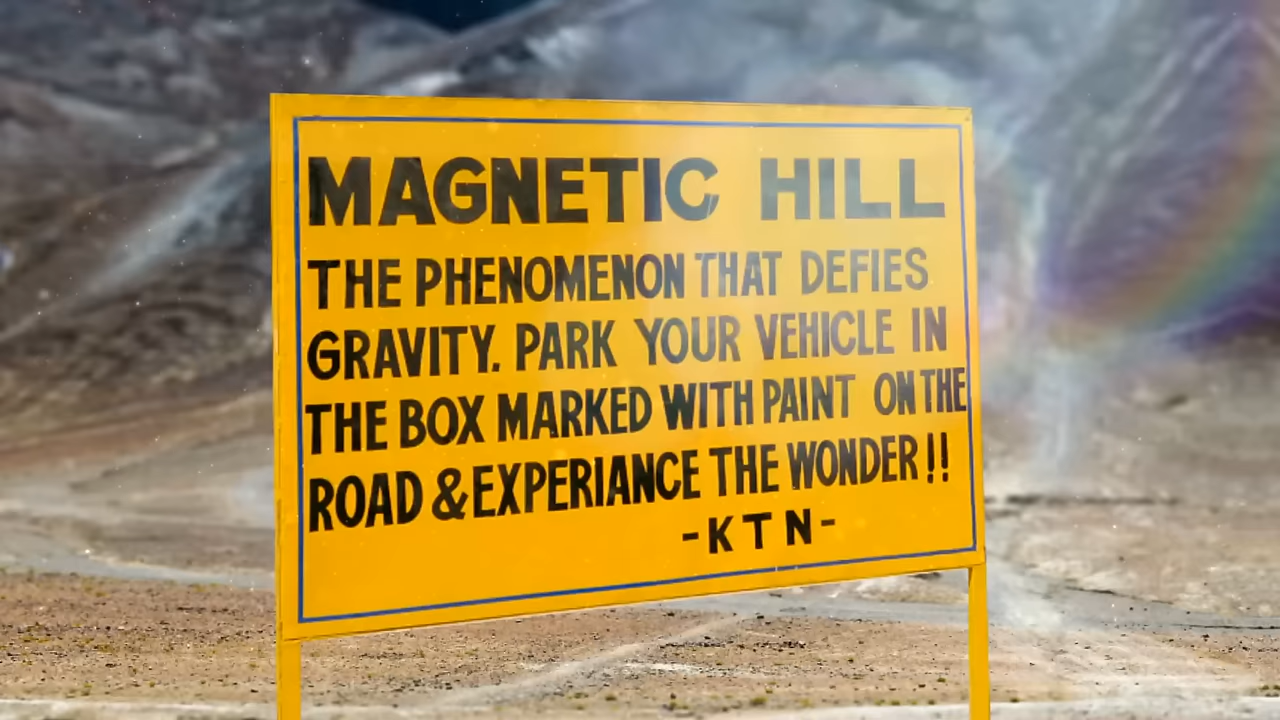 MAGNETIC HILL
THE PHENOMENON THAT DEFIES
GRAVITY. PARK YOUR VEHICLE IN
THE BOX MARKED WITH PAINT ON THE
ROAD & EXPERIANCE THE WONDER !!
-KTN-